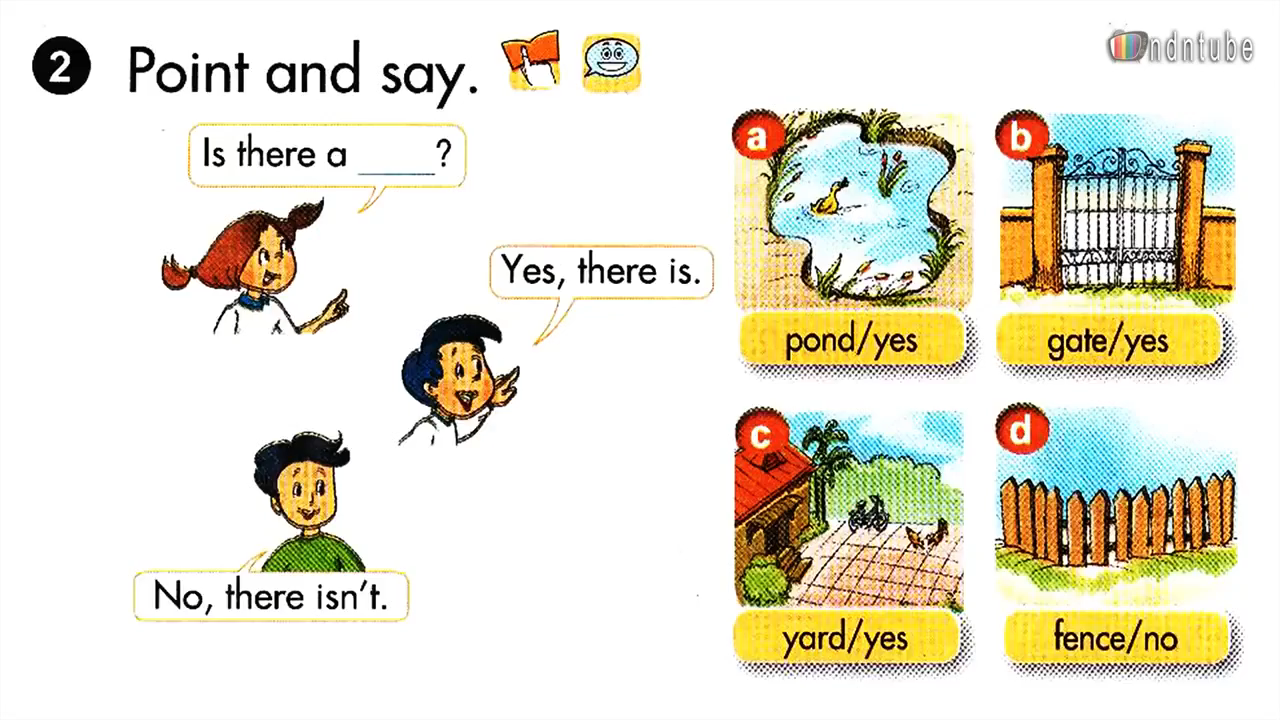 2 Point and say.
ndntube
Is there a _____?
Yes, there is.
No, there isn't.
a
pond/yes
b
gate/yes
c
yard/yes
d
fence/no